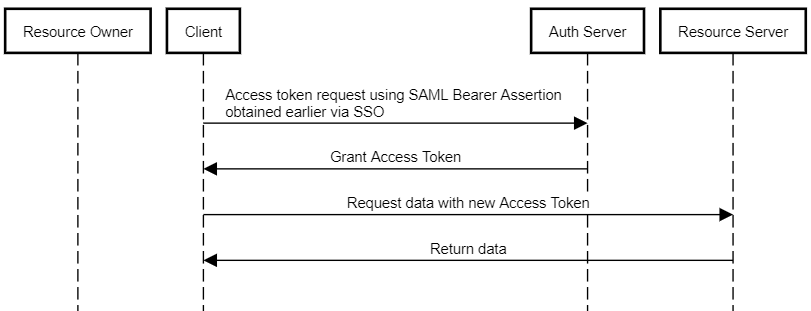 Resource Owner
Client
Auth Server
Resource Server
Access token request using SAML Bearer Assertion
obtained earlier via SSO
Grant Access Token
Request data with new Access Token
Return data